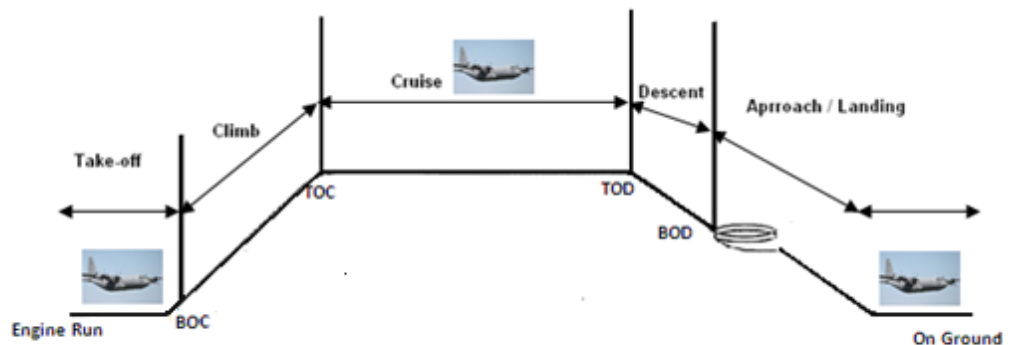 Cruise
Descent
Aprroach / Landing
Climb
Take-off
TOC
TOD
BOD
BOC
Engine Run
On Ground